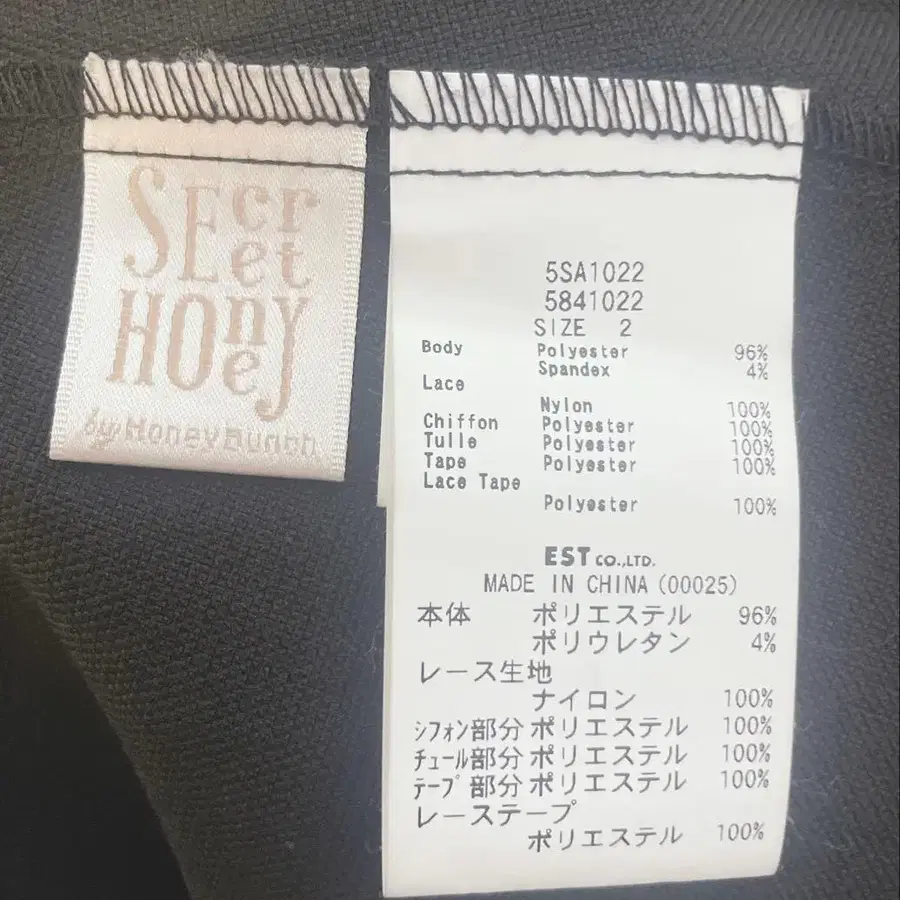 SEcret
HOney
by Honey Bunch
5SA1022
5841022
SIZE 2
Body Polyester 96%
Spandex 4%
Lace
Nylon 100%
Chiffon Polyester 100%
Tulle Polyester 100%
Tape Polyester 100%
Lace Tape
Polyester 100%
EST CO.,LTD.
MADE IN CHINA (00025)
本体 ポリエステル 96%
ポリウレタン 4%
レース生地
ナイロン 100%
シフォン部分 ポリエステル 100%
チュール部分 ポリエステル 100%
テープ部分 ポリエステル 100%
レーステープ
ポリエステル 100%